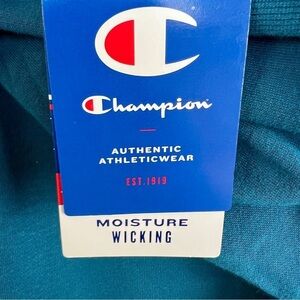 Champion
AUTHENTIC
ATHLETICWEAR
EST. 1919
MOISTURE
WICKING